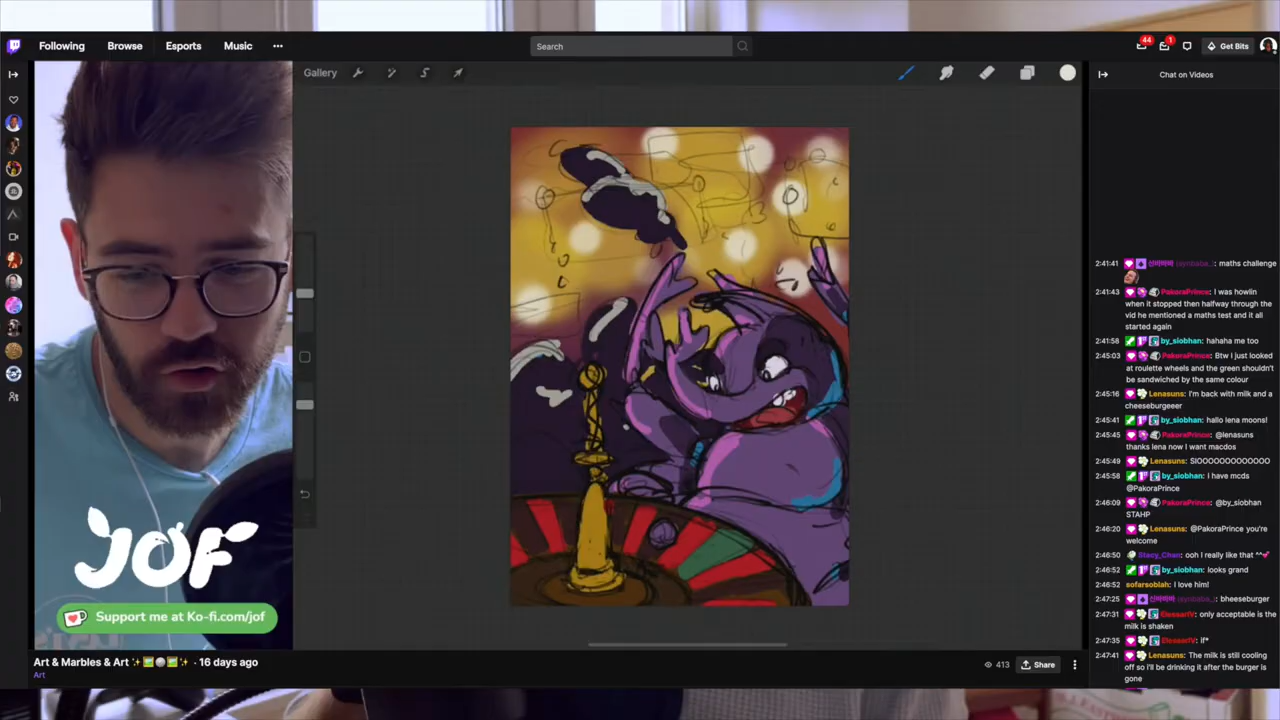 Following
Browse
Esports
Music
Search
44
1
Get Bits
Gallery
Chat on Videos
2:41:41
: maths challenge
2:41:43 PakoraPrince: I was howlin
when it stopped then halfway through the
vid he mentioned a maths test and it all
started again
2:41:58 by_siobhan: hahaha me too
2:45:03 PakoraPrince: Btw I just looked
at roulette wheels and the green shouldn't
be sandwiched by the same colour
2:45:16 Lenasuns: I'm back with milk and a
cheeseburgeeer
2:45:41 by_siobhan: hallo lena moons!
2:45:45 PakoraPrince: @lenasuns
thanks lena now I want macdos
2:45:49 Lenasuns: SIOOOOOOOOOOOO
2:45:58 by_siobhan: I have mcds
@PakoraPrince
2:46:09 PakoraPrince: @by_siobhan
STAHP
2:46:20 Lenasuns: @PakoraPrince you're
welcome
2:46:50 Stacy_Chan: ooh I really like that ^^
2:46:52 by_siobhan: looks grand
2:46:52 sofarsoblah: I love him!
2:47:25 : bheeseburger
2:47:31 : only acceptable is the
milk is shaken
2:47:35 : if*
2:47:41 Lenasuns: The milk is still cooling
off so I'll be drinking it after the burger is
gone
JOF
Support me at Ko-fi.com/jof
Art & Marbles & Art · 16 days ago
Art
413
Share